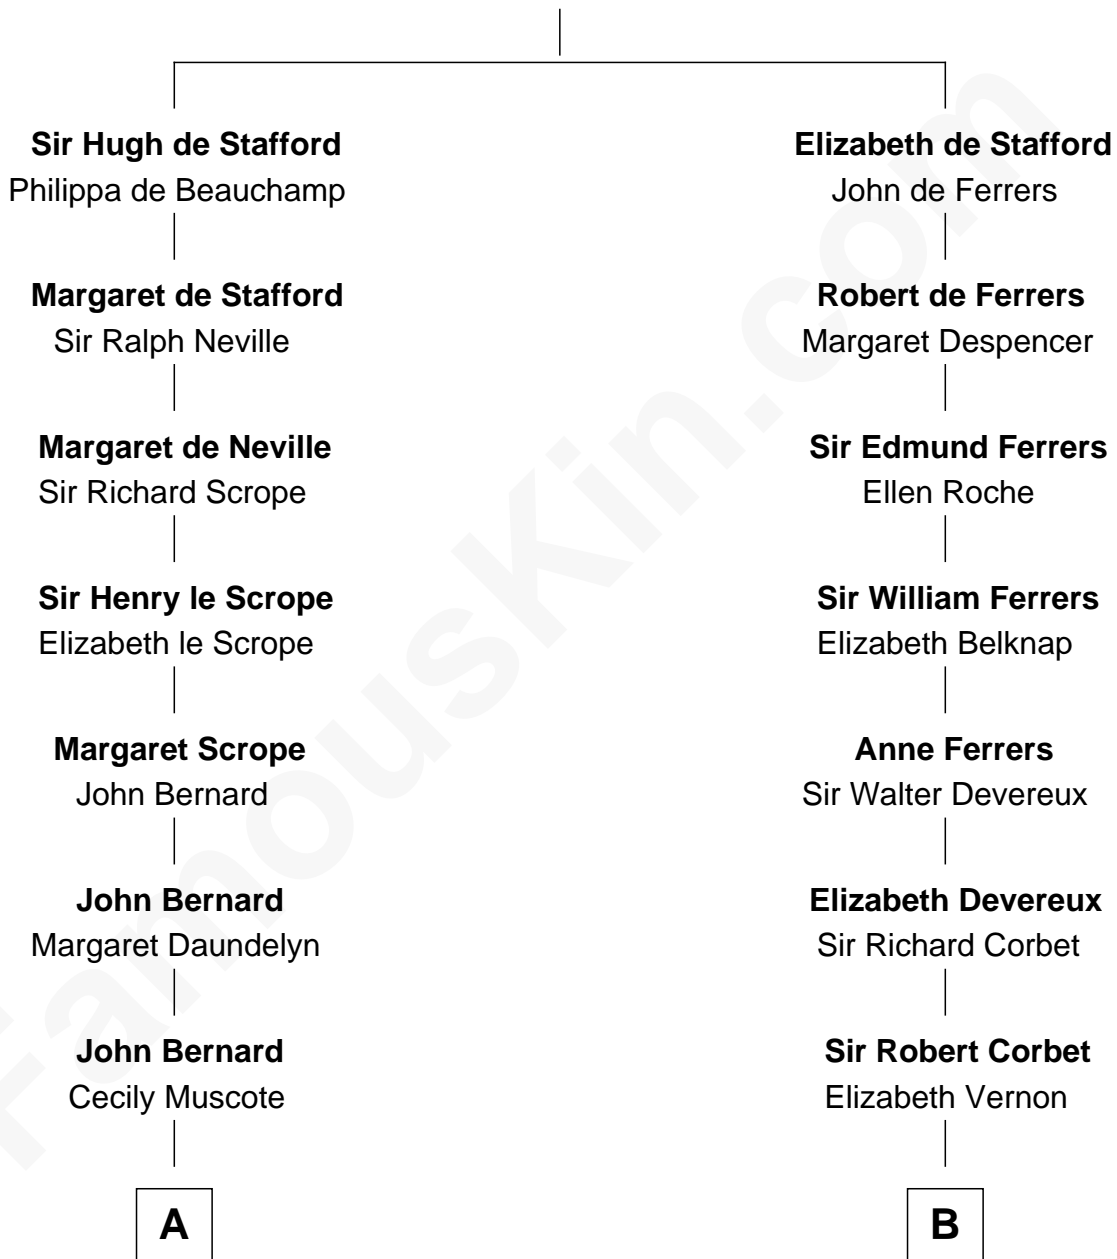 Sir Hugh de Stafford
Philippa de Beauchamp
Margaret de Stafford
Sir Ralph Neville
Margaret de Neville
Sir Richard Scrope
Sir Henry le Scrope
Elizabeth le Scrope
Margaret Scrope
John Bernard
John Bernard
Margaret Daundelyn
John Bernard
Cecily Muscote
A
Elizabeth de Stafford
John de Ferrers
Robert de Ferrers
Margaret Despencer
Sir Edmund Ferrers
Ellen Roche
Sir William Ferrers
Elizabeth Belknap
Anne Ferrers
Sir Walter Devereux
Elizabeth Devereux
Sir Richard Corbet
Sir Robert Corbet
Elizabeth Vernon
B
FamousKin.com